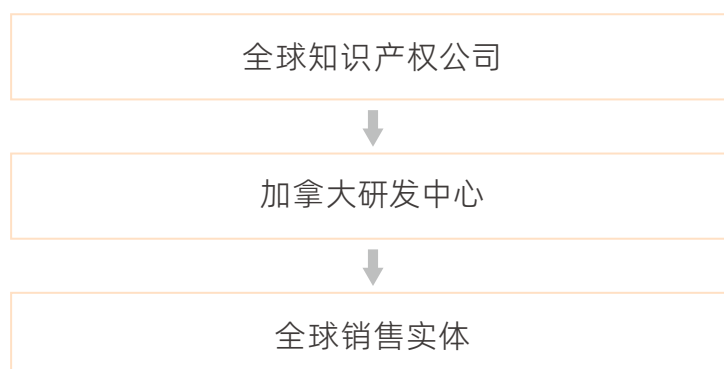 全球知识产权公司
加拿大研发中心
全球销售实体